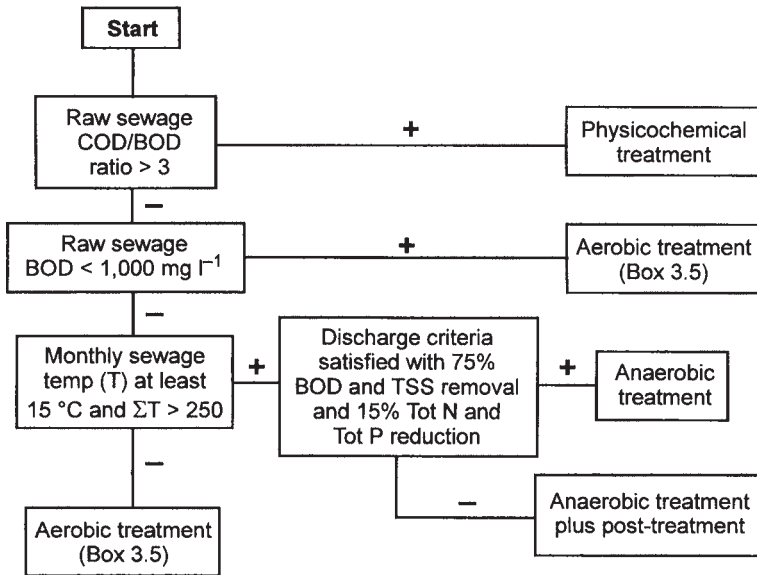 Start
Raw sewage
COD/BOD
ratio > 3
+
Physicochemical
treatment
−
Raw sewage
BOD < 1,000 mg l⁻¹
+
Aerobic treatment
(Box 3.5)
−
Monthly sewage
temp (T) at least
15 °C and ΣT > 250
+
Discharge criteria
satisfied with 75%
BOD and TSS removal
and 15% Tot N and
Tot P reduction
+
Anaerobic
treatment
−
Aerobic treatment
(Box 3.5)
−
Anaerobic treatment
plus post-treatment